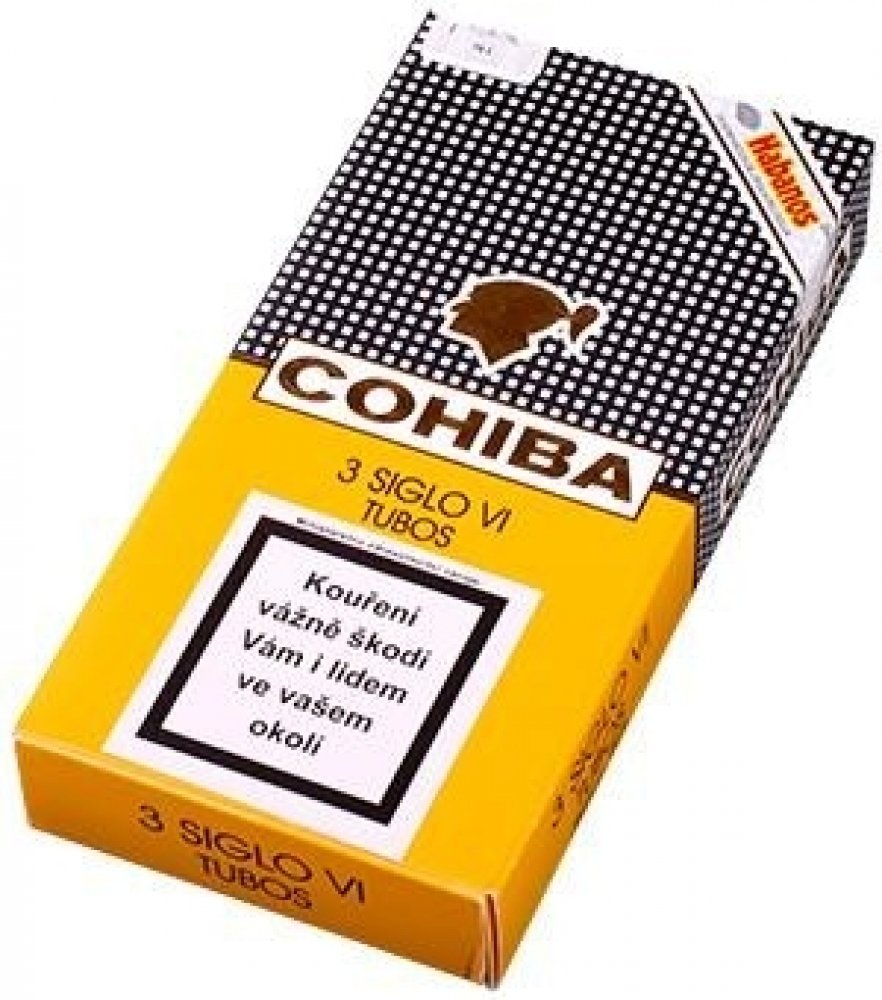 Habanos
COHIBA
3 SIGLO VI
TUBOS
Kouření
vážně škodí
Vám i lidem
ve vašem
okolí
3 SIGLO VI
TUBOS
3 SIGLO VI